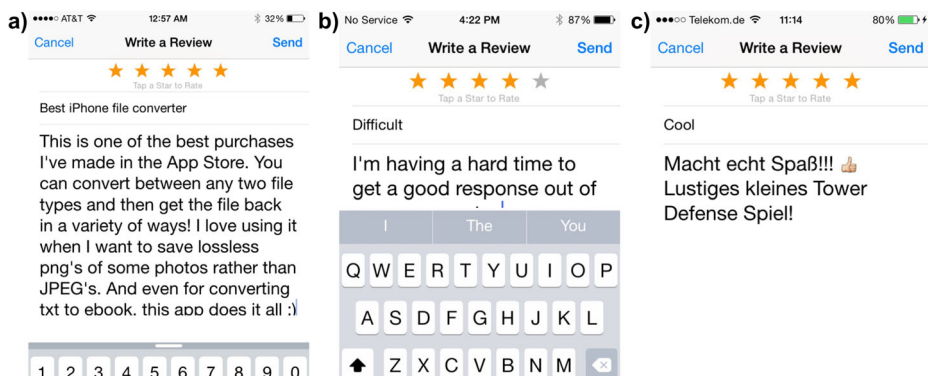 a)
AT&T 12:57 AM 32%
Cancel Write a Review Send
Tap a Star to Rate
Best iPhone file converter
This is one of the best purchases
I've made in the App Store. You
can convert between any two file
types and then get the file back
in a variety of ways! I love using it
when I want to save lossless
png's of some photos rather than
JPEG's. And even for converting
txt to ebook. this app does it all :)
1 2 3 4 5 6 7 8 9 0
b)
No Service 4:22 PM 87%
Cancel Write a Review Send
Tap a Star to Rate
Difficult
I'm having a hard time to
get a good response out of
I The You
Q W E R T Y U I O P
A S D F G H J K L
Z X C V B N M
c)
Telekom.de 11:14 80%
Cancel Write a Review Send
Tap a Star to Rate
Cool
Macht echt Spaß!!! 👍
Lustiges kleines Tower
Defense Spiel!